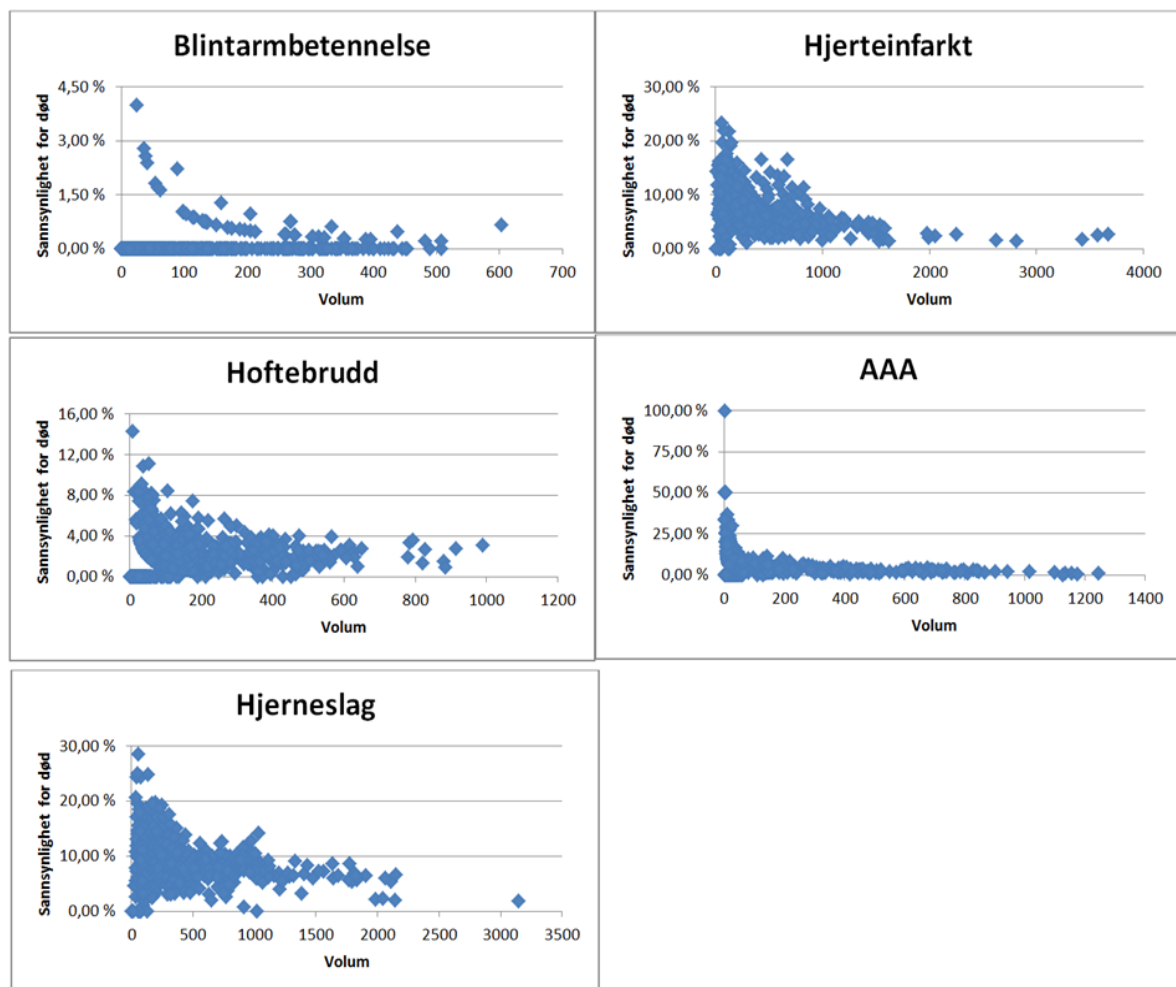 Blintarmbetennelse
Sannsynlighet for død
4,50 %
3,00 %
1,50 %
0,00 %
0 100 200 300 400 500 600 700
Volum
Hjerteinfarkt
Sannsynlighet for død
30,00 %
20,00 %
10,00 %
0,00 %
0 1000 2000 3000 4000
Volum
Hoftebrudd
Sannsynlighet for død
16,00 %
12,00 %
8,00 %
4,00 %
0,00 %
0 200 400 600 800 1000 1200
Volum
AAA
Sannsynlighet for død
100,00 %
75,00 %
50,00 %
25,00 %
0,00 %
0 200 400 600 800 1000 1200 1400
Volum
Hjerneslag
Sannsynlighet for død
30,00 %
20,00 %
10,00 %
0,00 %
0 500 1000 1500 2000 2500 3000 3500
Volum